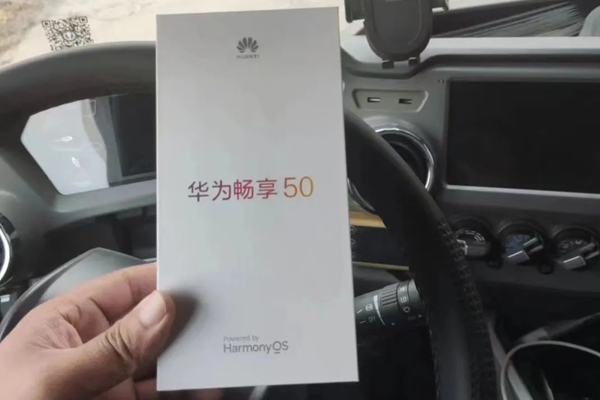 HUAWEI
华为畅享 50
Powered by
HarmonyOS